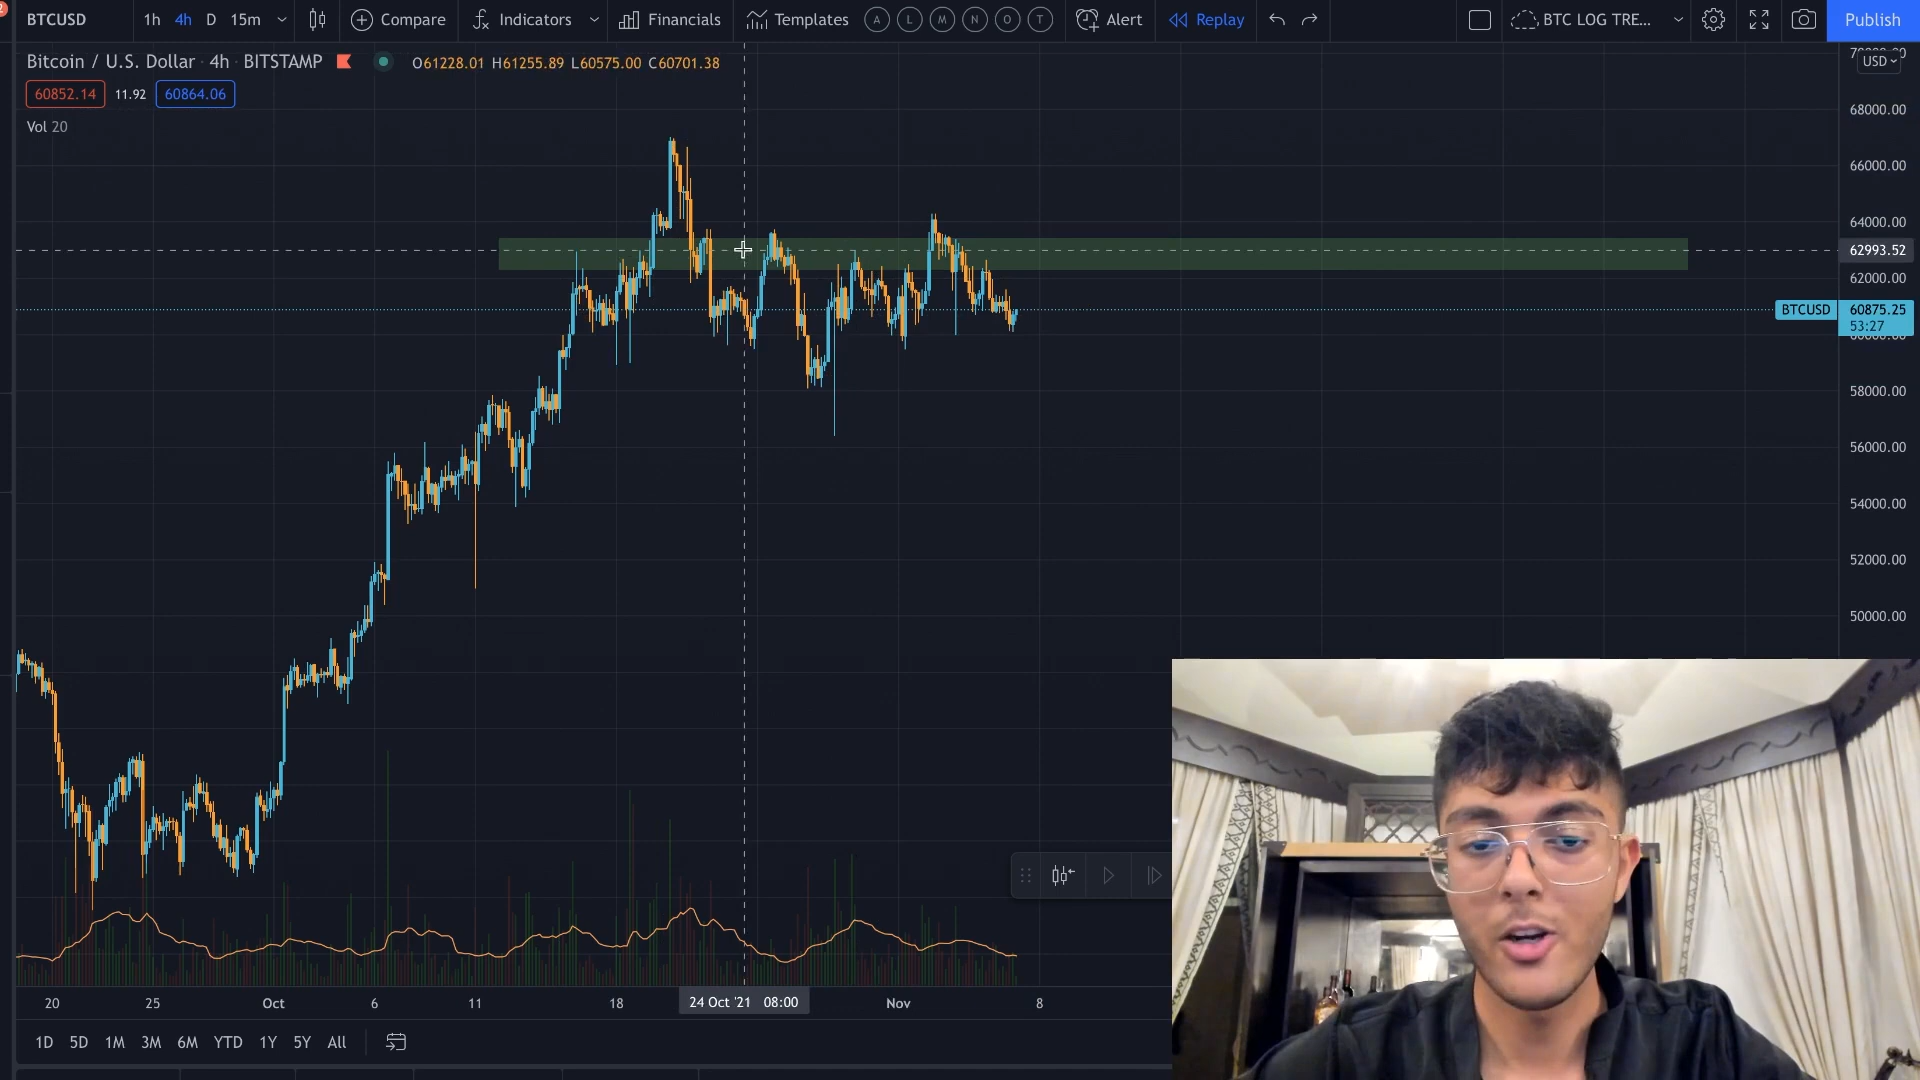 2
BTCUSD 1h 4h D 15m Compare Indicators Financials Templates A L M N O T Alert Replay BTC LOG TRE... Publish
Bitcoin / U.S. Dollar · 4h · BITSTAMP O61228.01 H61255.89 L60575.00 C60701.38
60852.14 11.92 60864.06
Vol 20
USD
68000.00
66000.00
64000.00
62993.52
62000.00
BTCUSD 60875.25
53:27
60000.00
58000.00
56000.00
54000.00
52000.00
50000.00
20 25 Oct 6 11 18 24 Oct '21 08:00 Nov 8
1D 5D 1M 3M 6M YTD 1Y 5Y All